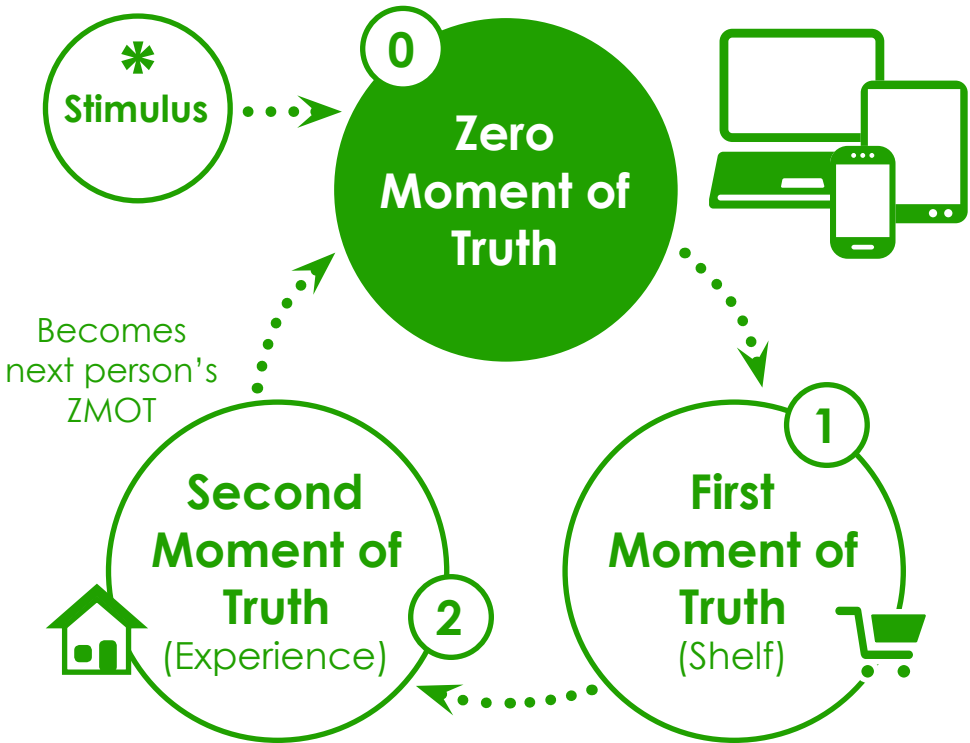 *
Stimulus
0
Zero
Moment of
Truth
Becomes
next person's
ZMOT
1
First
Moment of
Truth
(Shelf)
Second
Moment of
Truth
(Experience)
2